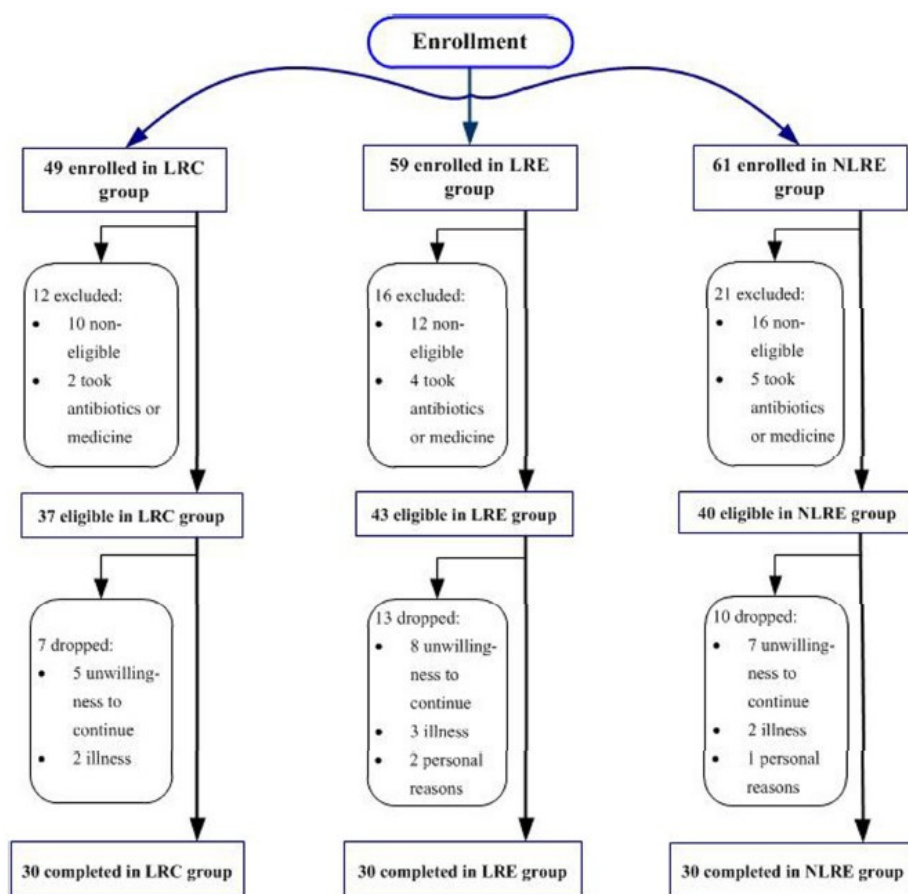 Enrollment
49 enrolled in LRC
group
59 enrolled in LRE
group
61 enrolled in NLRE
group
12 excluded:
• 10 non-
eligible
• 2 took
antibiotics or
medicine
16 excluded:
• 12 non-
eligible
• 4 took
antibiotics
or medicine
21 excluded:
• 16 non-
eligible
• 5 took
antibiotics
or medicine
37 eligible in LRC group
43 eligible in LRE group
40 eligible in NLRE group
7 dropped:
• 5 unwilling-
ness to
continue
• 2 illness
13 dropped:
• 8 unwilling-
ness to
continue
• 3 illness
• 2 personal
reasons
10 dropped:
• 7 unwilling-
ness to
continue
• 2 illness
• 1 personal
reasons
30 completed in LRC group
30 completed in LRE group
30 completed in NLRE group